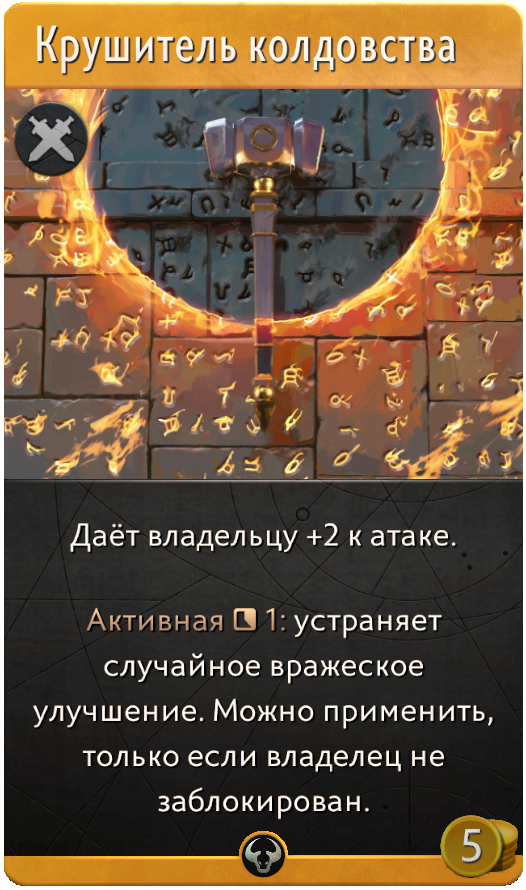 Крушитель колдовства
Даёт владельцу +2 к атаке.
Активная 1: устраняет
случайное вражеское
улучшение. Можно применить,
только если владелец не
заблокирован.
5